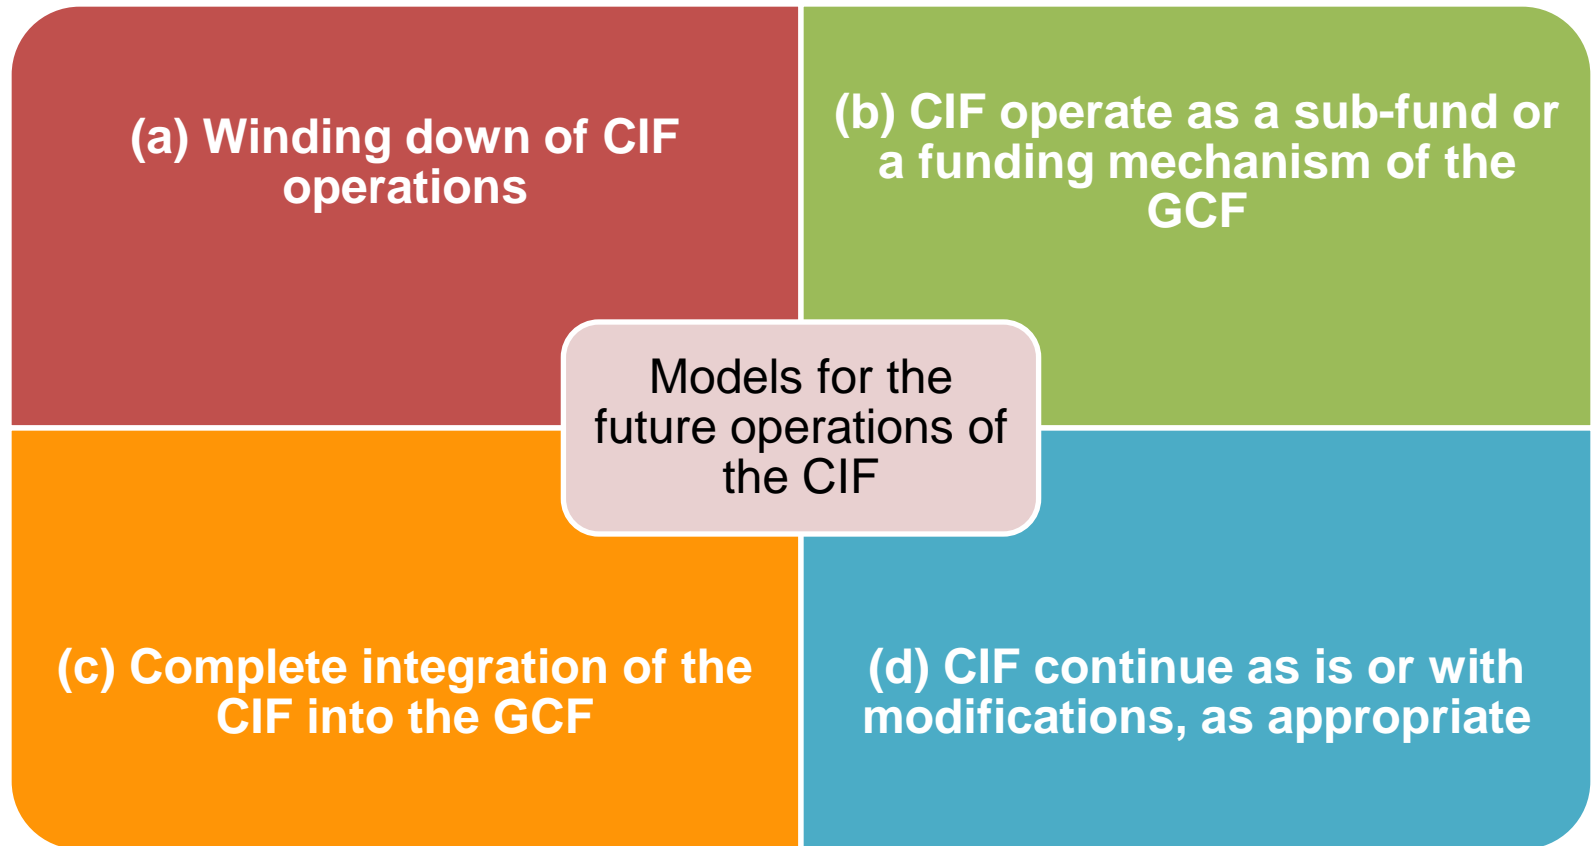 (a) Winding down of CIF
operations
(b) CIF operate as a sub-fund or
a funding mechanism of the
GCF
Models for the
future operations of
the CIF
(c) Complete integration of the
CIF into the GCF
(d) CIF continue as is or with
modifications, as appropriate